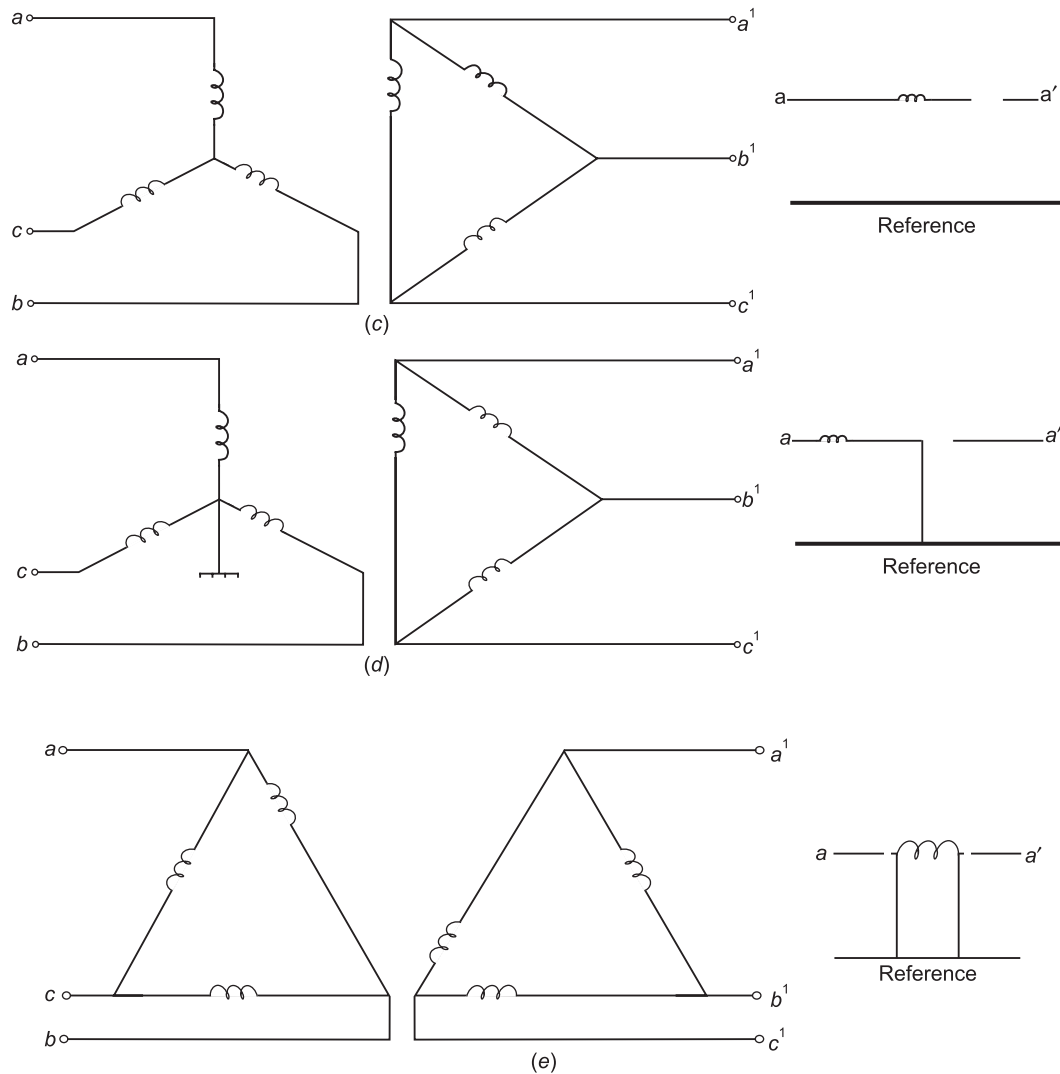 a
a¹
b¹
c
b
c¹
(c)
a
a′
Reference
a
a¹
b¹
c
b
c¹
(d)
a
a′
Reference
a
a¹
c
b¹
b
c¹
(e)
a
a′
Reference